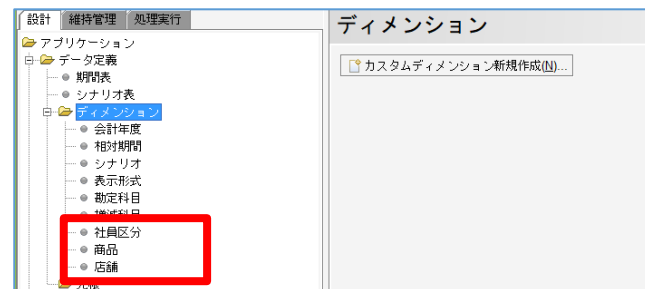 設計 維持管理 処理実行
アプリケーション
データ定義
期間表
シナリオ表
ディメンション
会計年度
相対期間
シナリオ
表示形式
勘定科目
増減科目
社員区分
商品
店舗
ディメンション
カスタムディメンション新規作成(N)...